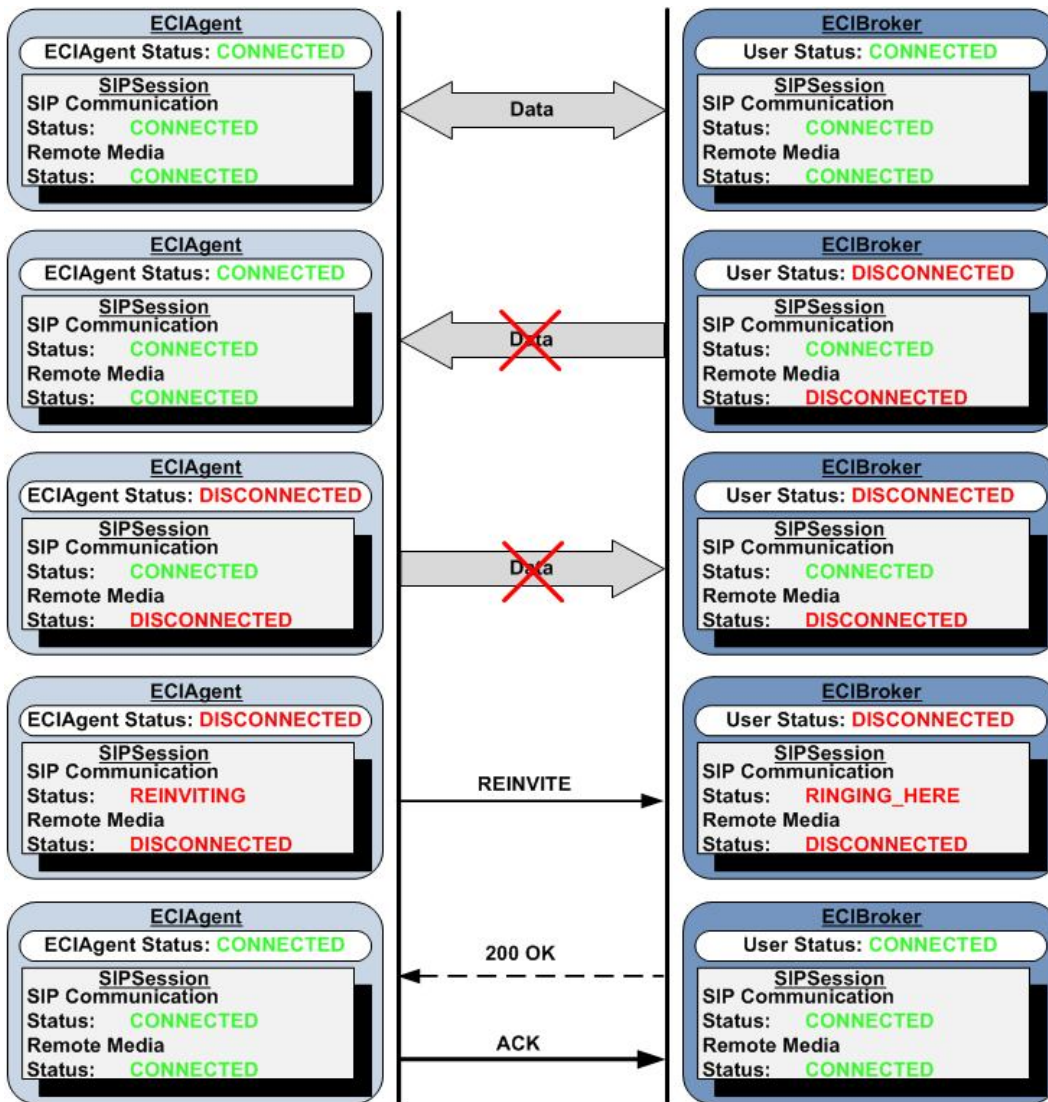 ECIAgent
ECIAgent Status: CONNECTED
SIPSession
SIP Communication
Status: CONNECTED
Remote Media
Status: CONNECTED
Data
ECIBroker
User Status: CONNECTED
SIPSession
SIP Communication
Status: CONNECTED
Remote Media
Status: CONNECTED
ECIAgent
ECIAgent Status: CONNECTED
SIPSession
SIP Communication
Status: CONNECTED
Remote Media
Status: CONNECTED
Data
ECIBroker
User Status: DISCONNECTED
SIPSession
SIP Communication
Status: CONNECTED
Remote Media
Status: DISCONNECTED
ECIAgent
ECIAgent Status: DISCONNECTED
SIPSession
SIP Communication
Status: CONNECTED
Remote Media
Status: DISCONNECTED
Data
ECIBroker
User Status: DISCONNECTED
SIPSession
SIP Communication
Status: CONNECTED
Remote Media
Status: DISCONNECTED
ECIAgent
ECIAgent Status: DISCONNECTED
SIPSession
SIP Communication
Status: REINVITING
Remote Media
Status: DISCONNECTED
REINVITE
ECIBroker
User Status: DISCONNECTED
SIPSession
SIP Communication
Status: RINGING_HERE
Remote Media
Status: DISCONNECTED
ECIAgent
ECIAgent Status: CONNECTED
SIPSession
SIP Communication
Status: CONNECTED
Remote Media
Status: CONNECTED
200 OK
ACK
ECIBroker
User Status: CONNECTED
SIPSession
SIP Communication
Status: CONNECTED
Remote Media
Status: CONNECTED